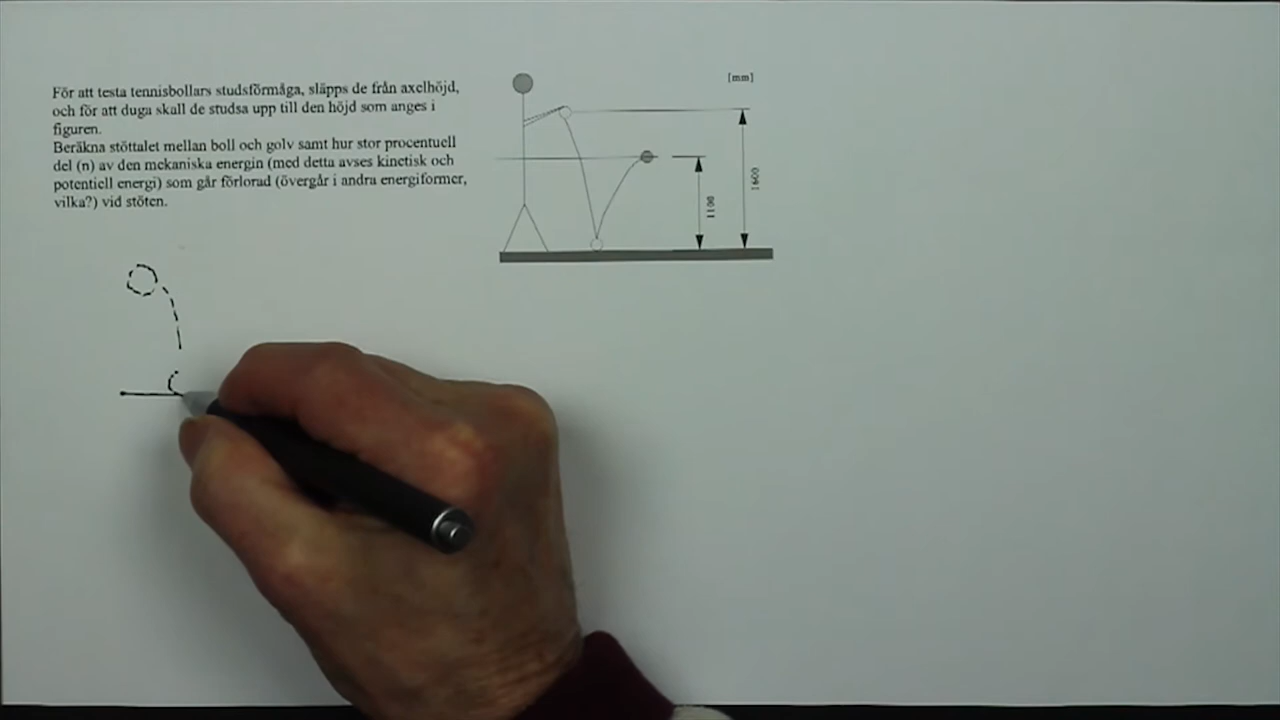 För att testa tennisbollars studsförmåga, släpps de från axelhöjd,
och för att duga skall de studsa upp till den höjd som anges i
figuren.
Beräkna stöttalet mellan boll och golv samt hur stor procentuell
del (n) av den mekaniska energin (med detta avses kinetisk och
potentiell energi) som går förlorad (övergår i andra energiformer,
vilka?) vid stöten.
[mm]
1100
1600